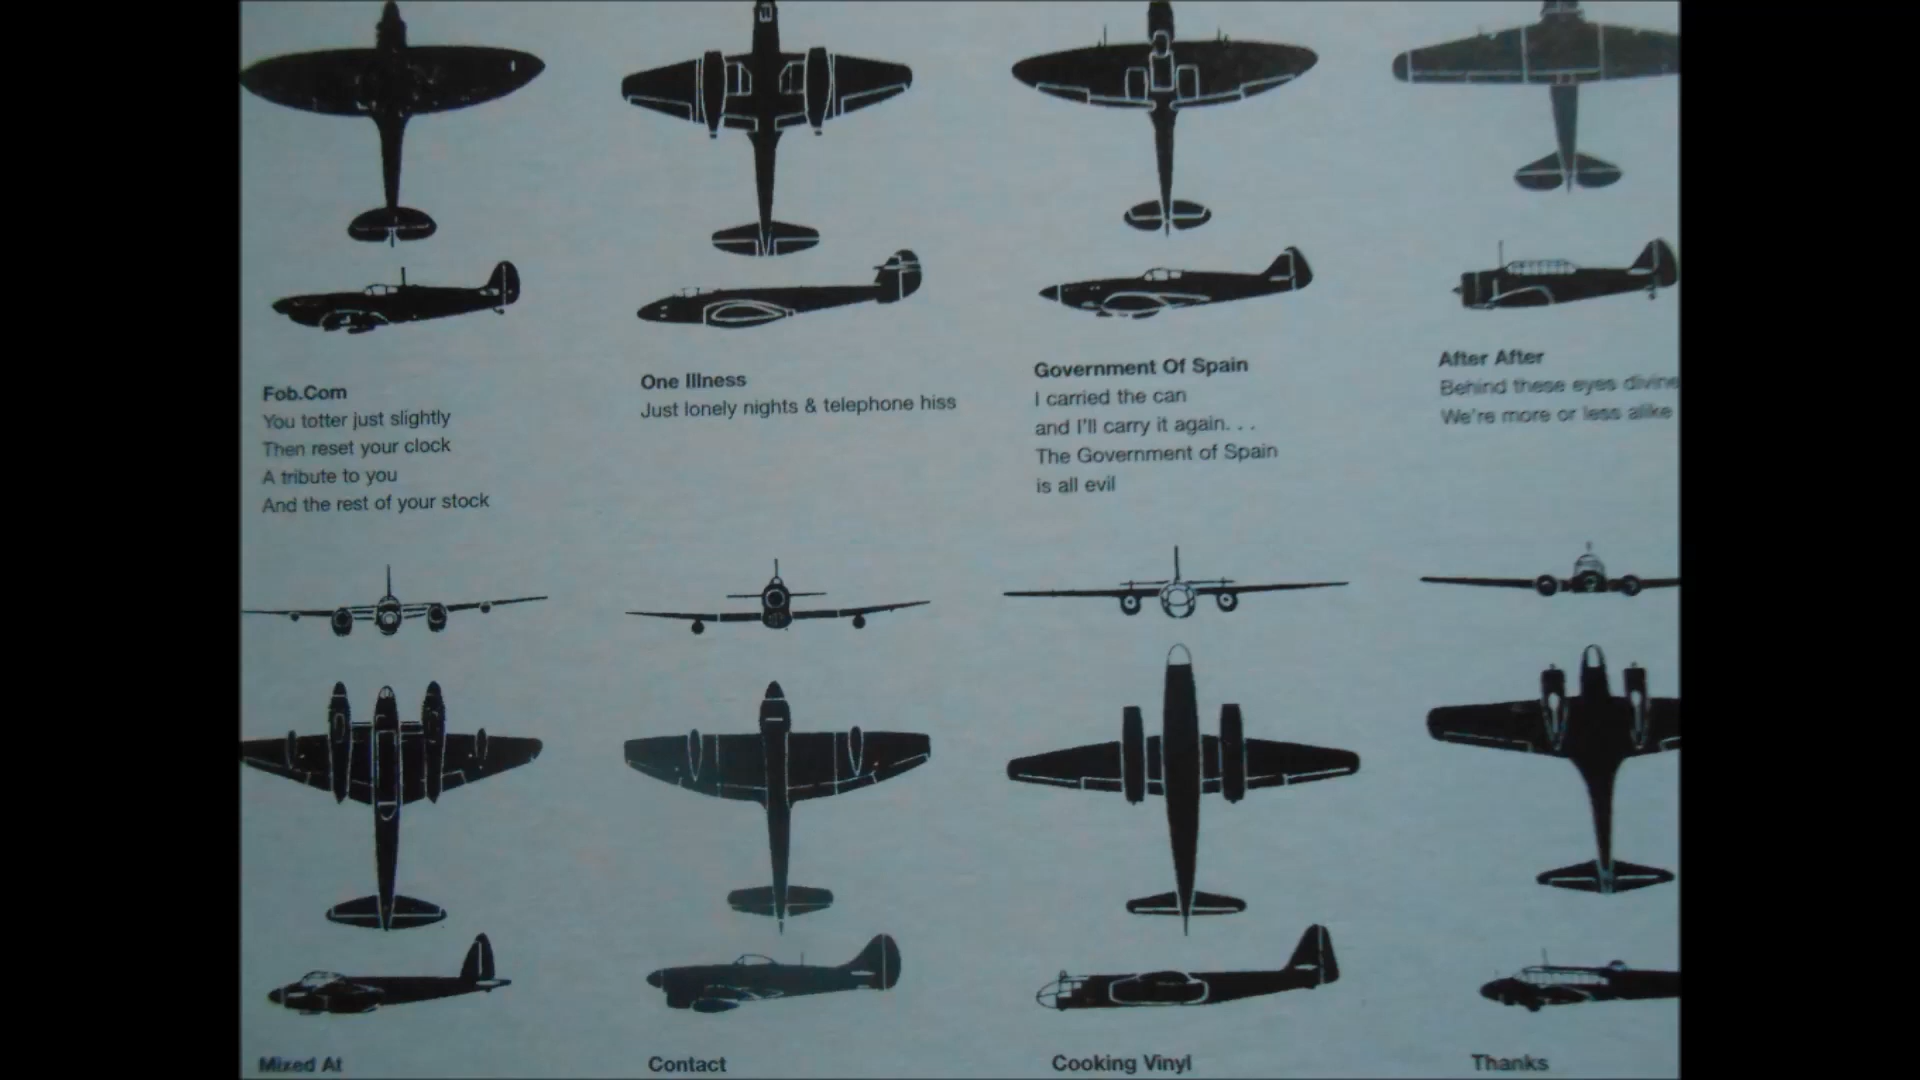 Fob.Com
You totter just slightly
Then reset your clock
A tribute to you
And the rest of your stock
One Illness
Just lonely nights & telephone hiss
Government Of Spain
I carried the can
and I'll carry it again. . .
The Government of Spain
is all evil
After After
Behind these eyes divine
We're more or less alike
Mixed At
Contact
Cooking Vinyl
Thanks